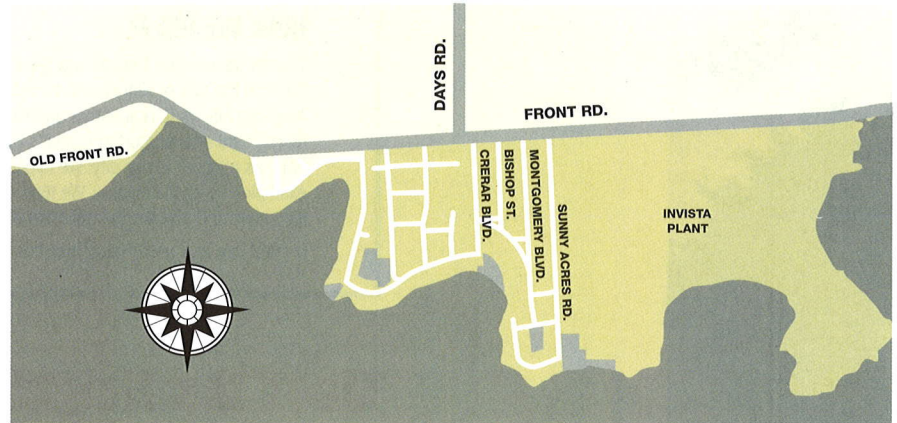 DAYS RD.
FRONT RD.
OLD FRONT RD.
CRERAR BLVD.
BISHOP ST.
MONTGOMERY BLVD.
SUNNY ACRES RD.
INVISTA
PLANT